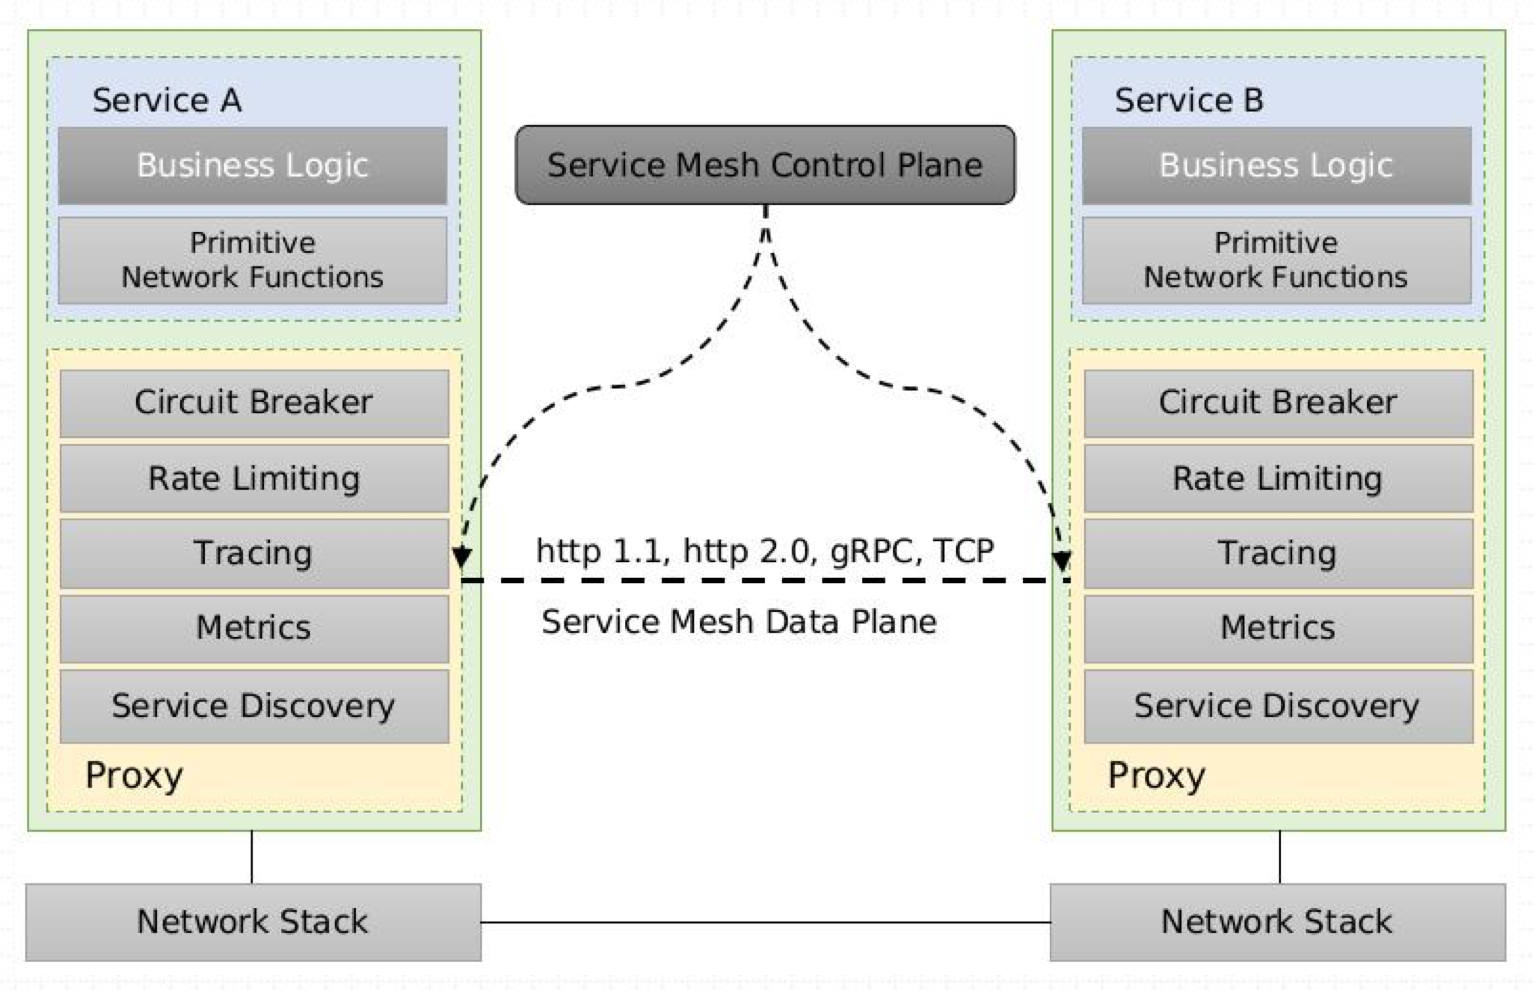 Service A
Business Logic
Primitive
Network Functions
Circuit Breaker
Rate Limiting
Tracing
Metrics
Service Discovery
Proxy
Network Stack
Service Mesh Control Plane
http 1.1, http 2.0, gRPC, TCP
Service Mesh Data Plane
Service B
Business Logic
Primitive
Network Functions
Circuit Breaker
Rate Limiting
Tracing
Metrics
Service Discovery
Proxy
Network Stack